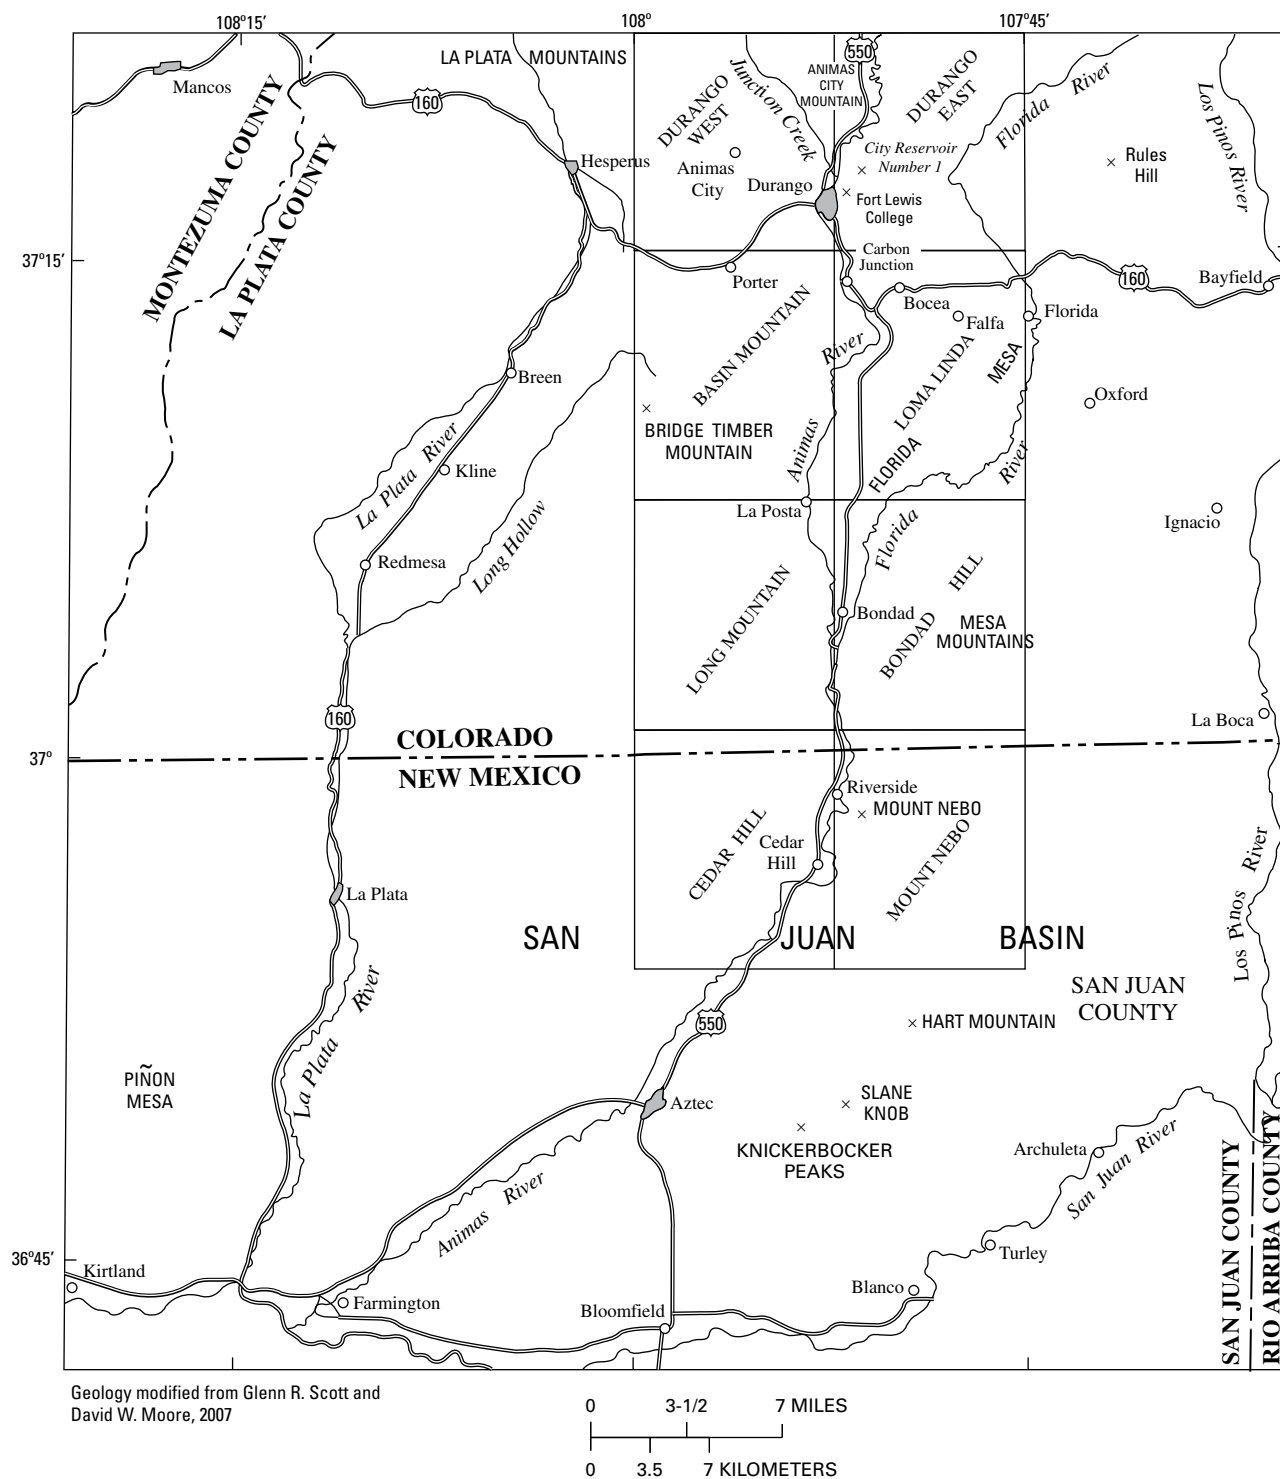 108°15′
108°
107°45′
LA PLATA MOUNTAINS
550
Mancos
160
MONTEZUMA COUNTY
LA PLATA COUNTY
Hesperus
DURANGO
WEST
Junction Creek
ANIMAS
CITY
MOUNTAIN
DURANGO
EAST
Florida River
Los Pinos River
City Reservoir
Number 1
Rules
Hill
Animas
City
Durango
Fort Lewis
College
37°15′
Carbon
Junction
Porter
Bocea
160
Bayfield
Falfa
Florida
BASIN MOUNTAIN
River
LOMA LINDA
MESA
Breen
Oxford
BRIDGE TIMBER
MOUNTAIN
Animas
FLORIDA
River
La Plata River
Kline
Long Hollow
La Posta
Florida
Ignacio
Redmesa
LONG MOUNTAIN
Bondad
BONDAD HILL
MESA
MOUNTAINS
160
La Boca
COLORADO
37°
NEW MEXICO
Riverside
MOUNT NEBO
CEDAR HILL
Cedar
Hill
MOUNT NEBO
Los Pinos River
La Plata
SAN JUAN BASIN
La Plata River
SAN JUAN
COUNTY
550
HART MOUNTAIN
PIÑON
MESA
Aztec
SLANE
KNOB
KNICKERBOCKER
PEAKS
Archuleta
San Juan River
Animas River
SAN JUAN COUNTY
RIO ARRIBA COUNTY
36°45′
Kirtland
Turley
Farmington
Bloomfield
Blanco
Geology modified from Glenn R. Scott and
David W. Moore, 2007
0 3-1/2 7 MILES
0 3.5 7 KILOMETERS